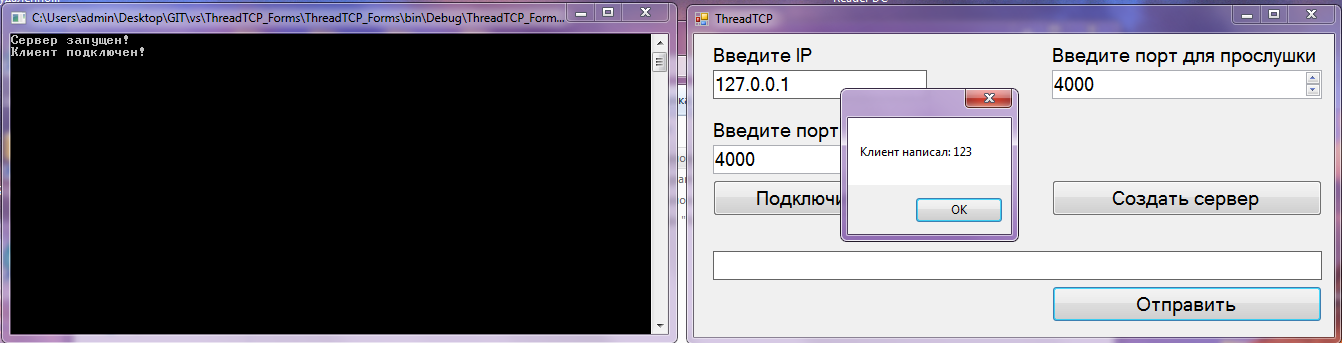 C:\Users\admin\Desktop\GIT\vs\ThreadTCP_Forms\ThreadTCP_Forms\bin\Debug\ThreadTCP_Form...
Сервер запущен!
Клиент подключен!
ThreadTCP
Введите IP
127.0.0.1
Введите порт для прослушки
4000
Введите порт
4000
Клиент написал: 123
OK
Создать сервер
Отправить